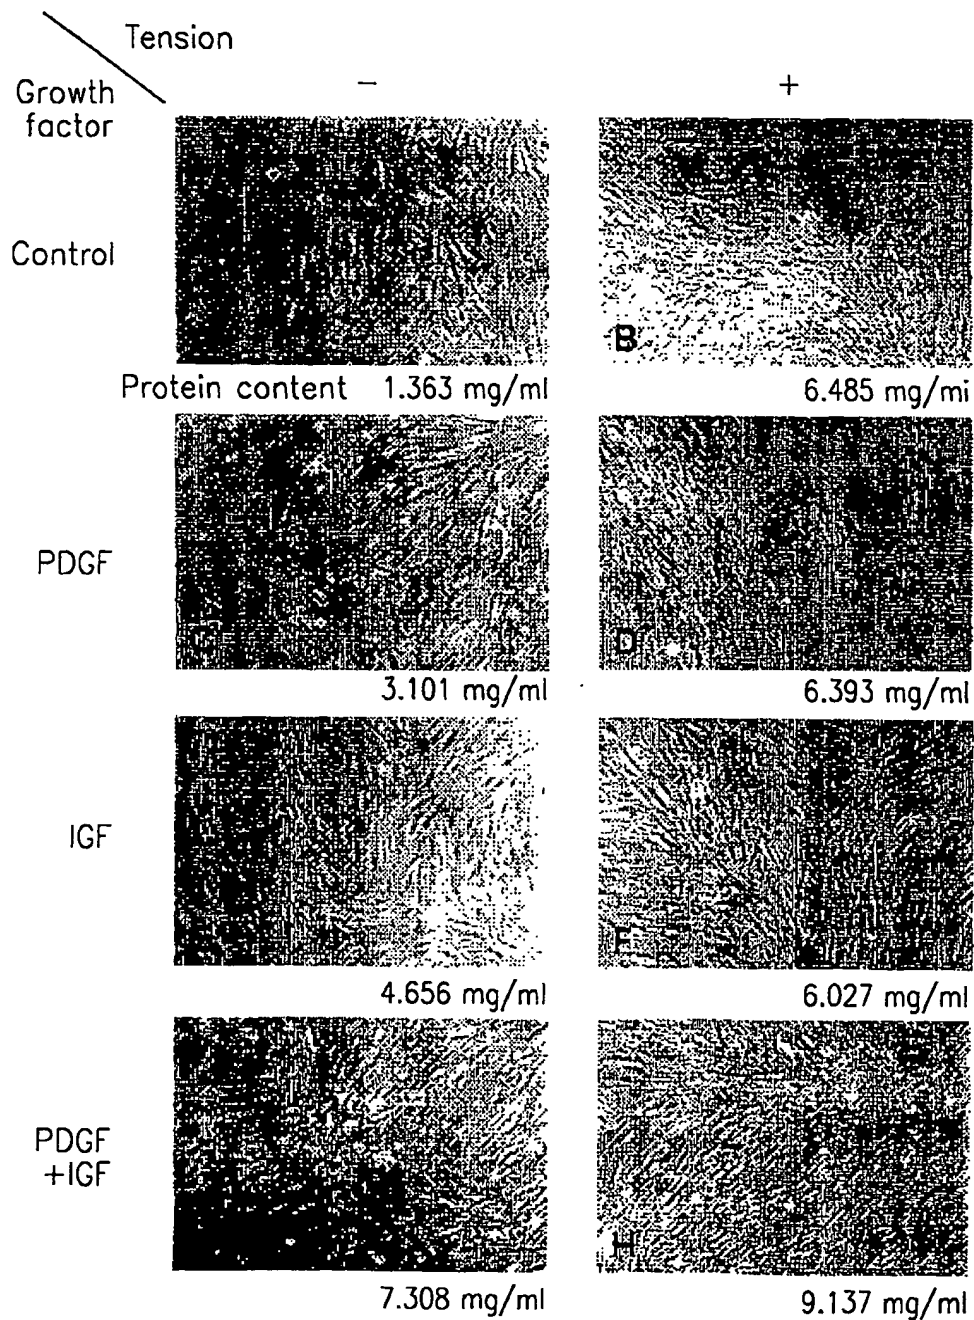 Tension
Growth
factor
− +
Control
B
Protein content 1.363 mg/ml 6.485 mg/mi
PDGF
D
3.101 mg/ml 6.393 mg/ml
IGF
4.656 mg/ml 6.027 mg/ml
PDGF
+IGF
H
7.308 mg/ml 9.137 mg/ml